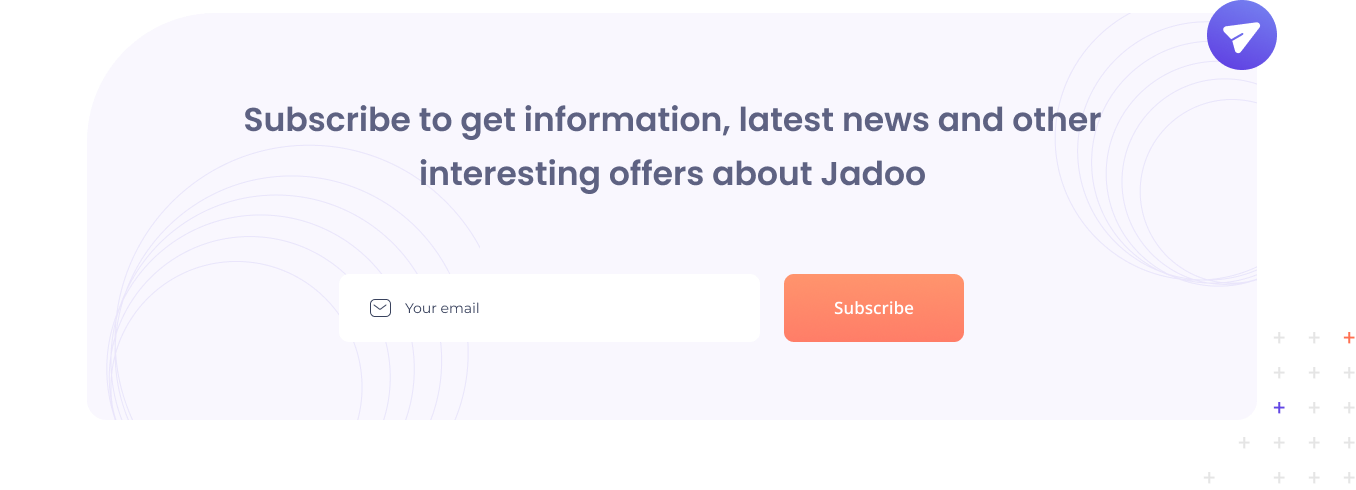 Subscribe to get information, latest news and other
interesting offers about Jadoo
Your email
Subscribe